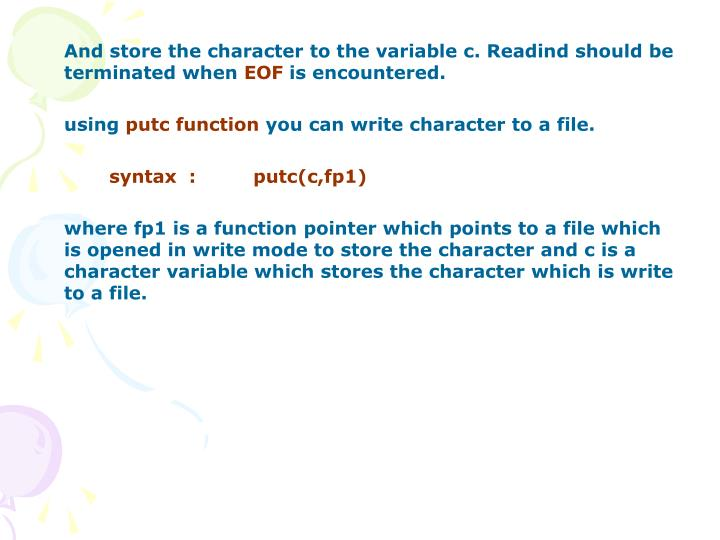 And store the character to the variable c. Readind should be
terminated when EOF is encountered.
using putc function you can write character to a file.
syntax : putc(c,fp1)
where fp1 is a function pointer which points to a file which
is opened in write mode to store the character and c is a
character variable which stores the character which is write
to a file.